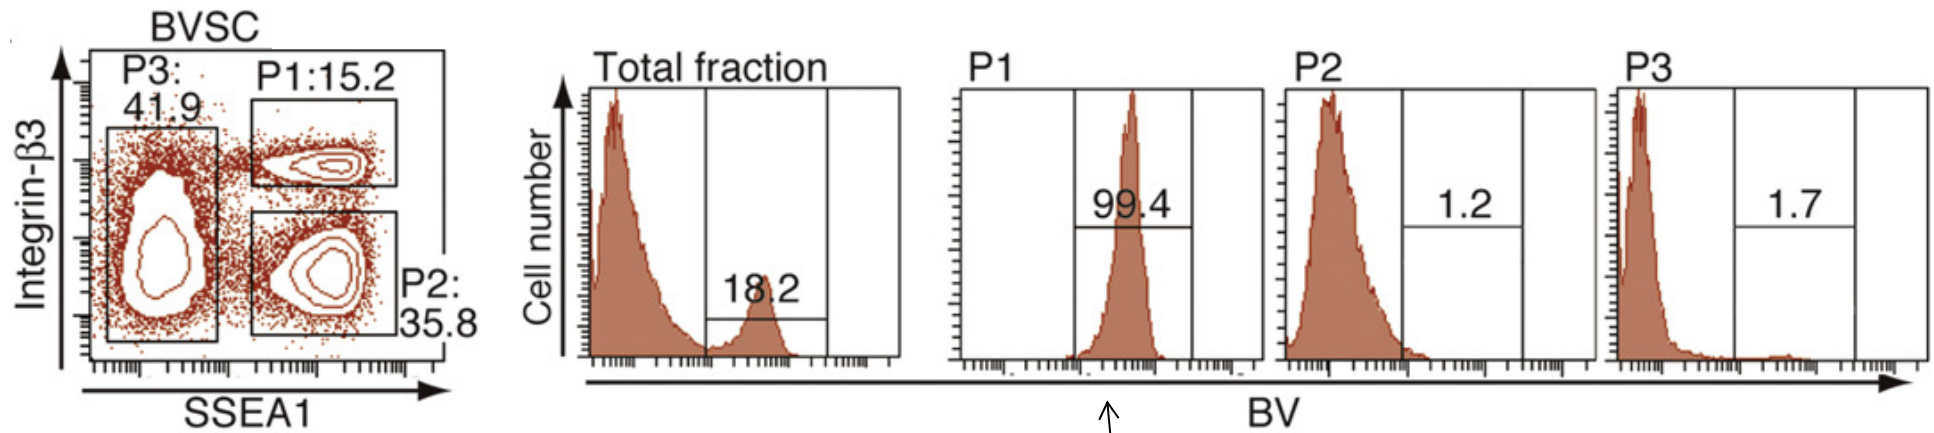 BVSC
P3:
41.9
P1:15.2
P2:
35.8
Integrin-β3
SSEA1
Total fraction
18.2
Cell number
P1
99.4
P2
1.2
P3
1.7
BV